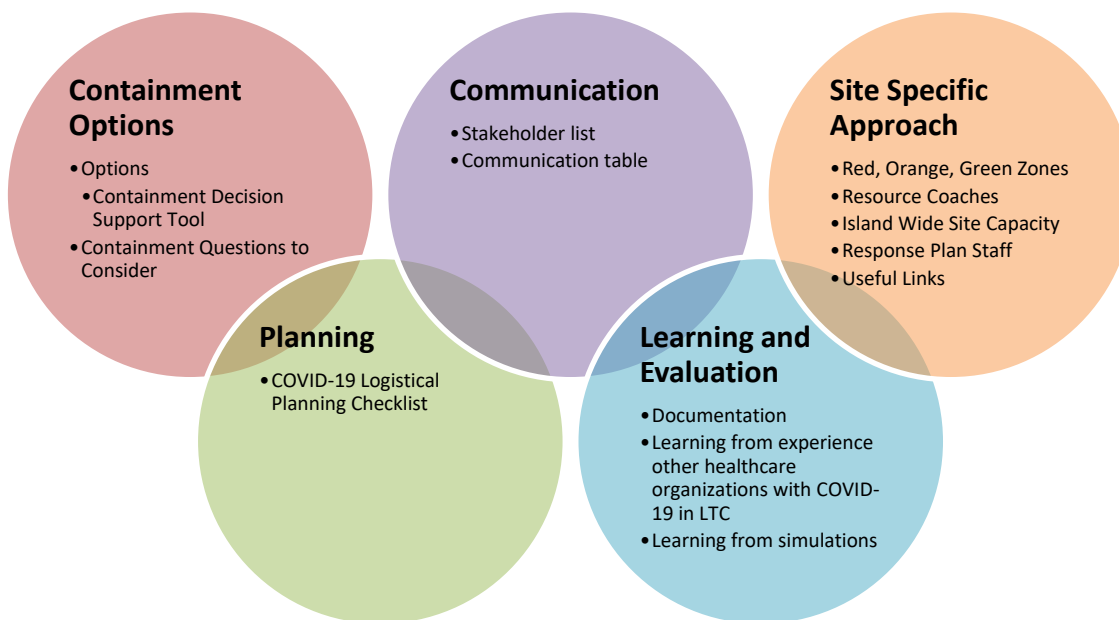 Containment
Options
•Options
•Containment Decision
Support Tool
•Containment Questions to
Consider
Planning
•COVID-19 Logistical
Planning Checklist
Communication
•Stakeholder list
•Communication table
Learning and
Evaluation
•Documentation
•Learning from experience
other healthcare
organizations with COVID-
19 in LTC
•Learning from simulations
Site Specific
Approach
•Red, Orange, Green Zones
•Resource Coaches
•Island Wide Site Capacity
•Response Plan Staff
•Useful Links